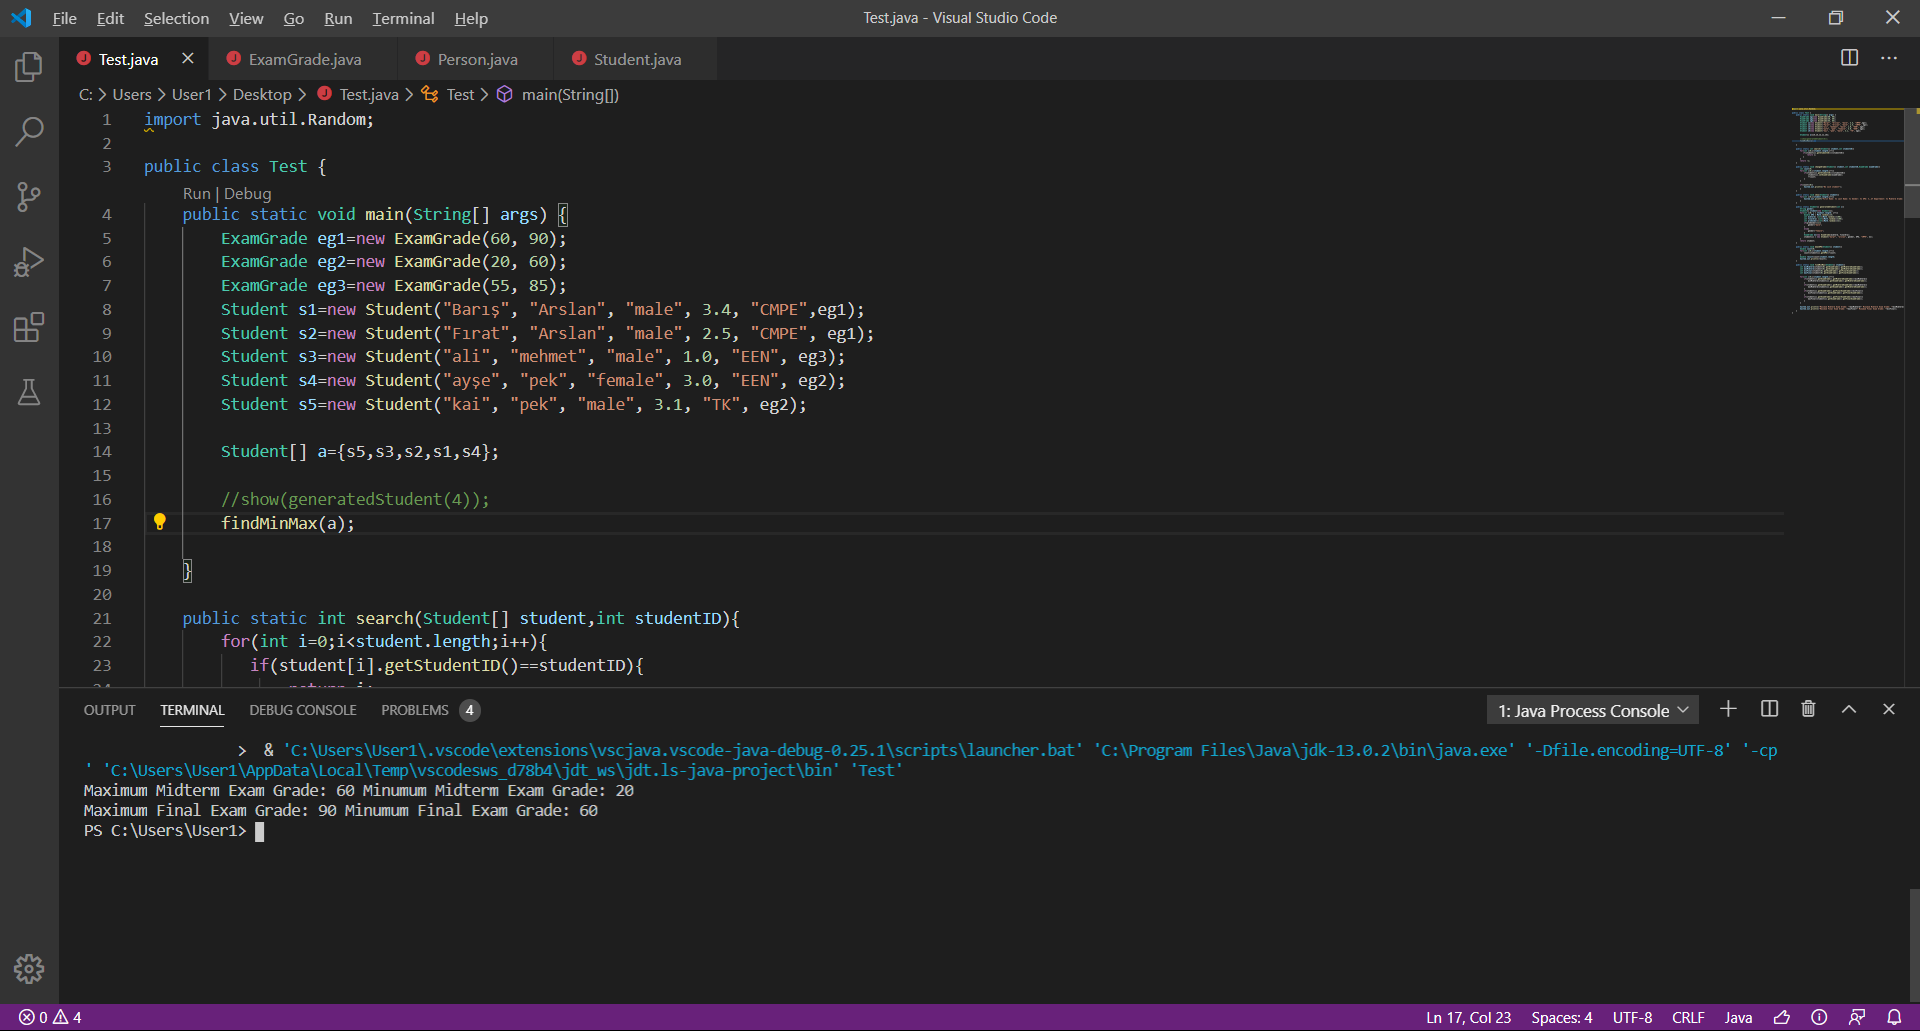 File Edit Selection View Go Run Terminal Help Test.java - Visual Studio Code
Test.java ExamGrade.java Person.java Student.java
C: > Users > User1 > Desktop > Test.java > Test > main(String[])
1 import java.util.Random;
2
3 public class Test {
Run | Debug
4 public static void main(String[] args) {
5 ExamGrade eg1=new ExamGrade(60, 90);
6 ExamGrade eg2=new ExamGrade(20, 60);
7 ExamGrade eg3=new ExamGrade(55, 85);
8 Student s1=new Student("Barış", "Arslan", "male", 3.4, "CMPE",eg1);
9 Student s2=new Student("Fırat", "Arslan", "male", 2.5, "CMPE", eg1);
10 Student s3=new Student("ali", "mehmet", "male", 1.0, "EEN", eg3);
11 Student s4=new Student("ayşe", "pek", "female", 3.0, "EEN", eg2);
12 Student s5=new Student("kai", "pek", "male", 3.1, "TK", eg2);
13
14 Student[] a={s5,s3,s2,s1,s4};
15
16 //show(generatedStudent(4));
17 findMinMax(a);
18
19 }
20
21 public static int search(Student[] student,int studentID){
22 for(int i=0;i<student.length;i++){
23 if(student[i].getStudentID()==studentID){
OUTPUT TERMINAL DEBUG CONSOLE PROBLEMS 4 1: Java Process Console
> & 'C:\Users\User1\.vscode\extensions\vscjava.vscode-java-debug-0.25.1\scripts\launcher.bat' 'C:\Program Files\Java\jdk-13.0.2\bin\java.exe' '-Dfile.encoding=UTF-8' '-cp
' 'C:\Users\User1\AppData\Local\Temp\vscodesws_d78b4\jdt_ws\jdt.ls-java-project\bin' 'Test'
Maximum Midterm Exam Grade: 60 Minumum Midterm Exam Grade: 20
Maximum Final Exam Grade: 90 Minumum Final Exam Grade: 60
PS C:\Users\User1>
0 4 Ln 17, Col 23 Spaces: 4 UTF-8 CRLF Java